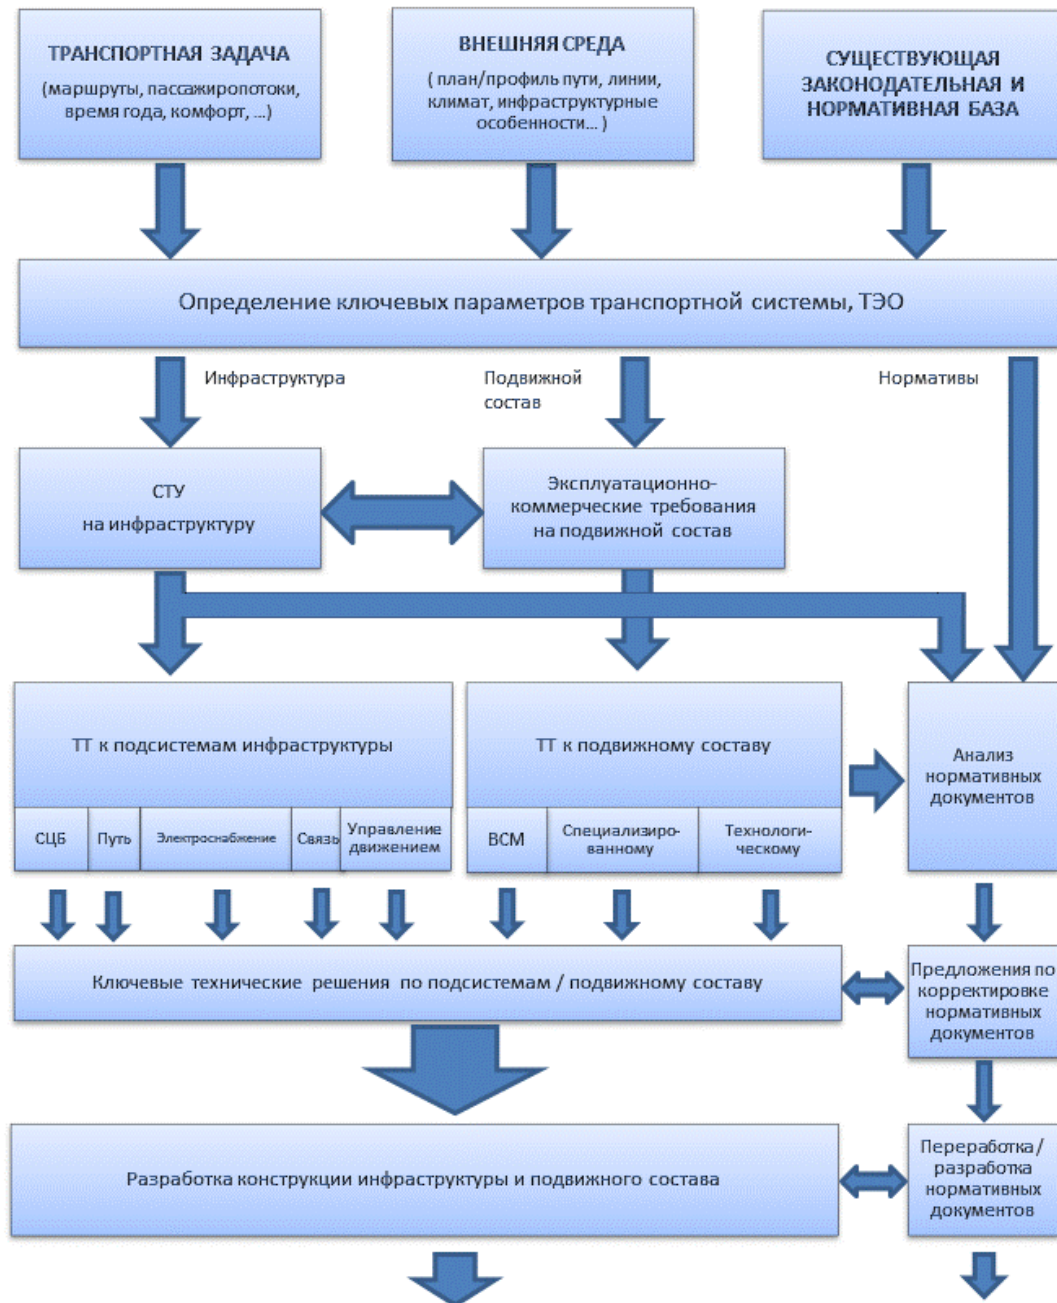 ТРАНСПОРТНАЯ ЗАДАЧА
(маршруты, пассажиропотоки,
время года, комфорт, ...)
ВНЕШНЯЯ СРЕДА
( план/профиль пути, линии,
климат, инфраструктурные
особенности... )
СУЩЕСТВУЮЩАЯ
ЗАКОНОДАТЕЛЬНАЯ И
НОРМАТИВНАЯ БАЗА
Определение ключевых параметров транспортной системы, ТЭО
Инфраструктура
Подвижной
состав
Нормативы
СТУ
на инфраструктуру
Эксплуатационно-
коммерческие требования
на подвижной состав
ТТ к подсистемам инфраструктуры
СЦБ
Путь
Электроснабжение
Связь
Управление
движением
ТТ к подвижному составу
ВСМ
Специализиро-
ванному
Технологи-
ческому
Анализ
нормативных
документов
Ключевые технические решения по подсистемам / подвижному составу
Предложения по
корректировке
нормативных
документов
Разработка конструкции инфраструктуры и подвижного состава
Переработка/
разработка
нормативных
документов